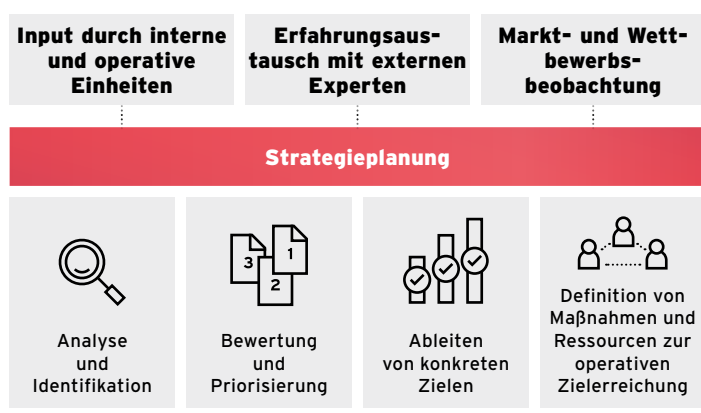 Input durch interne
und operative
Einheiten
Erfahrungsaus-
tausch mit externen
Experten
Markt- und Wett-
bewerbs-
beobachtung
Strategieplanung
3
1
2
Analyse
und
Identifikation
Bewertung
und
Priorisierung
Ableiten
von konkreten
Zielen
Definition von
Maßnahmen und
Ressourcen zur
operativen
Zielerreichung